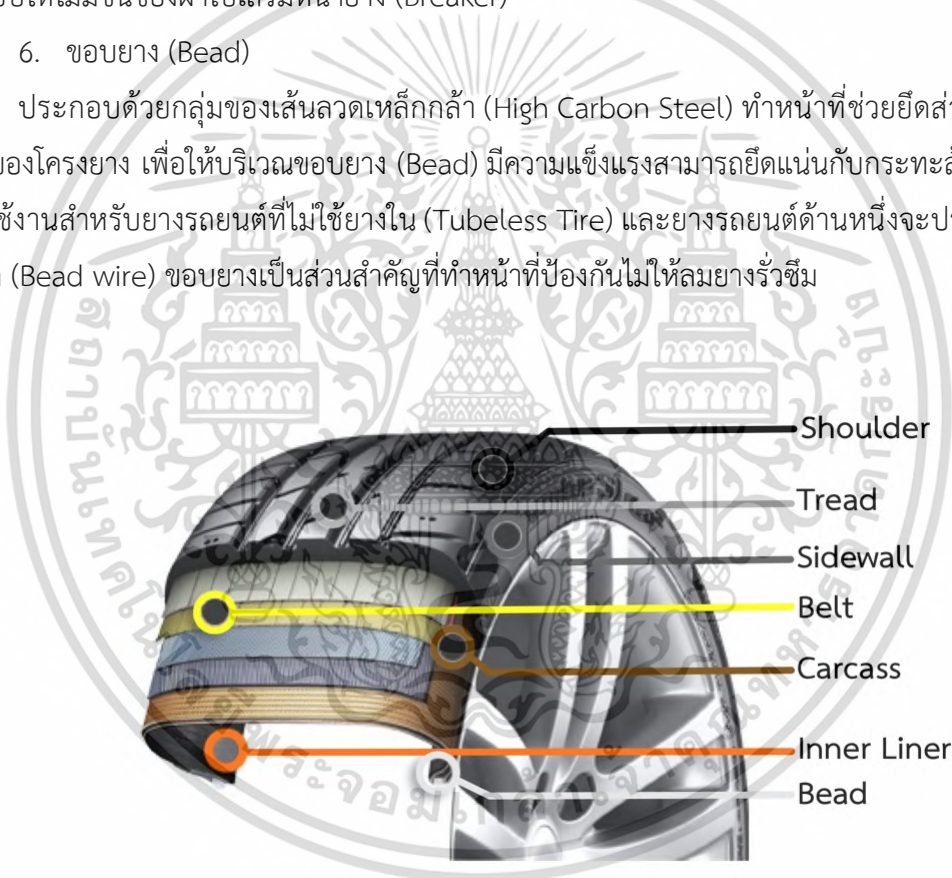 6. ขอบยาง (Bead)
ประกอบด้วยกลุ่มของเส้นลวดเหล็กกล้า (High Carbon Steel) ทำหน้าที่ช่วยยึดส่
ของโครงยาง เพื่อให้บริเวณขอบยาง (Bead) มีความแข็งแรงสามารถยึดแน่นกับกระทะล้
ใช้งานสำหรับยางรถยนต์ที่ไม่ใช้ยางใน (Tubeless Tire) และยางรถยนต์ด้านหนึ่งจะป
(Bead wire) ขอบยางเป็นส่วนสำคัญที่ทำหน้าที่ป้องกันไม่ให้ลมยางรั่วซึม
Shoulder
Tread
Sidewall
Belt
Carcass
Inner Liner
Bead